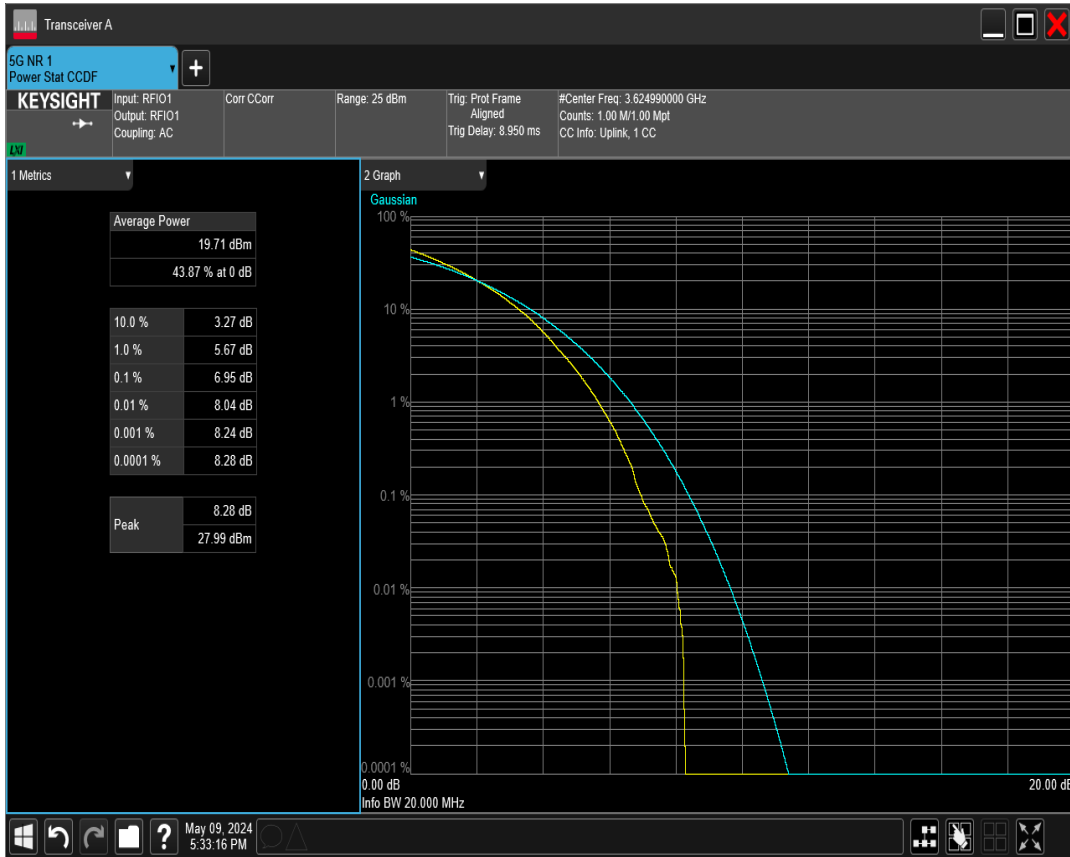 Transceiver A
5G NR 1
Power Stat CCDF
+
KEYSIGHT
LXI
Input: RFIO1
Output: RFIO1
Coupling: AC
Corr CCorr
Range: 25 dBm
Trig: Prot Frame
Aligned
Trig Delay: 8.950 ms
#Center Freq: 3.624990000 GHz
Counts: 1.00 M/1.00 Mpt
CC Info: Uplink, 1 CC
1 Metrics
Average Power
19.71 dBm
43.87 % at 0 dB
10.0 % 3.27 dB
1.0 % 5.67 dB
0.1 % 6.95 dB
0.01 % 8.04 dB
0.001 % 8.24 dB
0.0001 % 8.28 dB
Peak
8.28 dB
27.99 dBm
2 Graph
Gaussian
100 %
10 %
1 %
0.1 %
0.01 %
0.001 %
0.0001 %
0.00 dB
20.00 dB
Info BW 20.000 MHz
?
May 09, 2024
5:33:16 PM